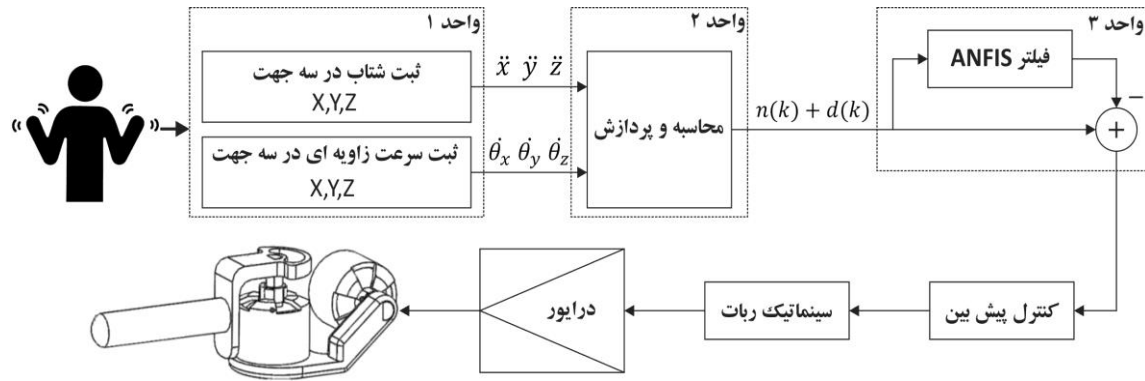 واحد ۱
ثبت شتاب در سه جهت
X,Y,Z
ثبت سرعت زاویه ای در سه جهت
X,Y,Z
ẍ ÿ z̈
θ̇x θ̇y θ̇z
واحد ۲
محاسبه و پردازش
n(k) + d(k)
واحد ۳
فیلتر ANFIS
−
+
کنترل پیش بین
سینماتیک ربات
درایور